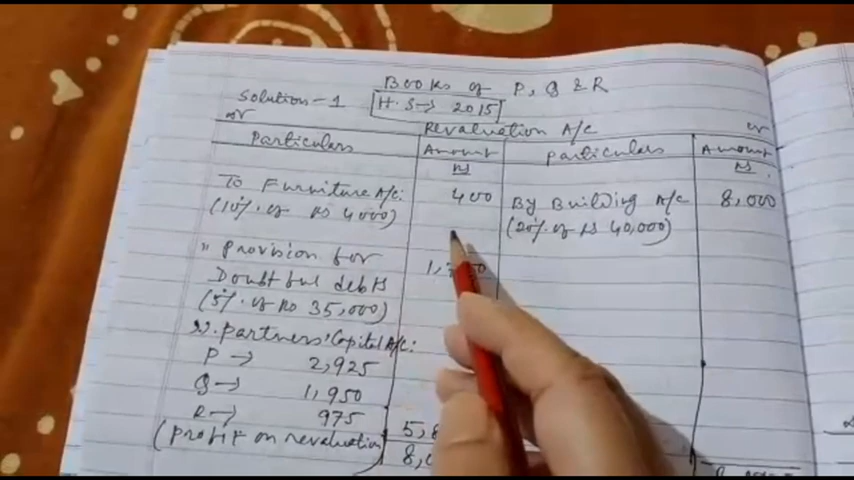 Books of P, Q & R
Solution - 1
H.S → 2015
Dr
Revaluation A/c
Cr
Particulars Amount Particulars Amount
Rs Rs
To Furniture A/c: 400 By Building A/c 8,000
(10% of Rs 4000) (20% of Rs 40,000)
" Provision for
Doubtful debts
(5% of Rs 35,000)
". Partners' Capital A/c:
P → 2,925
Q → 1,950
R → 975
(Profit on revaluation)